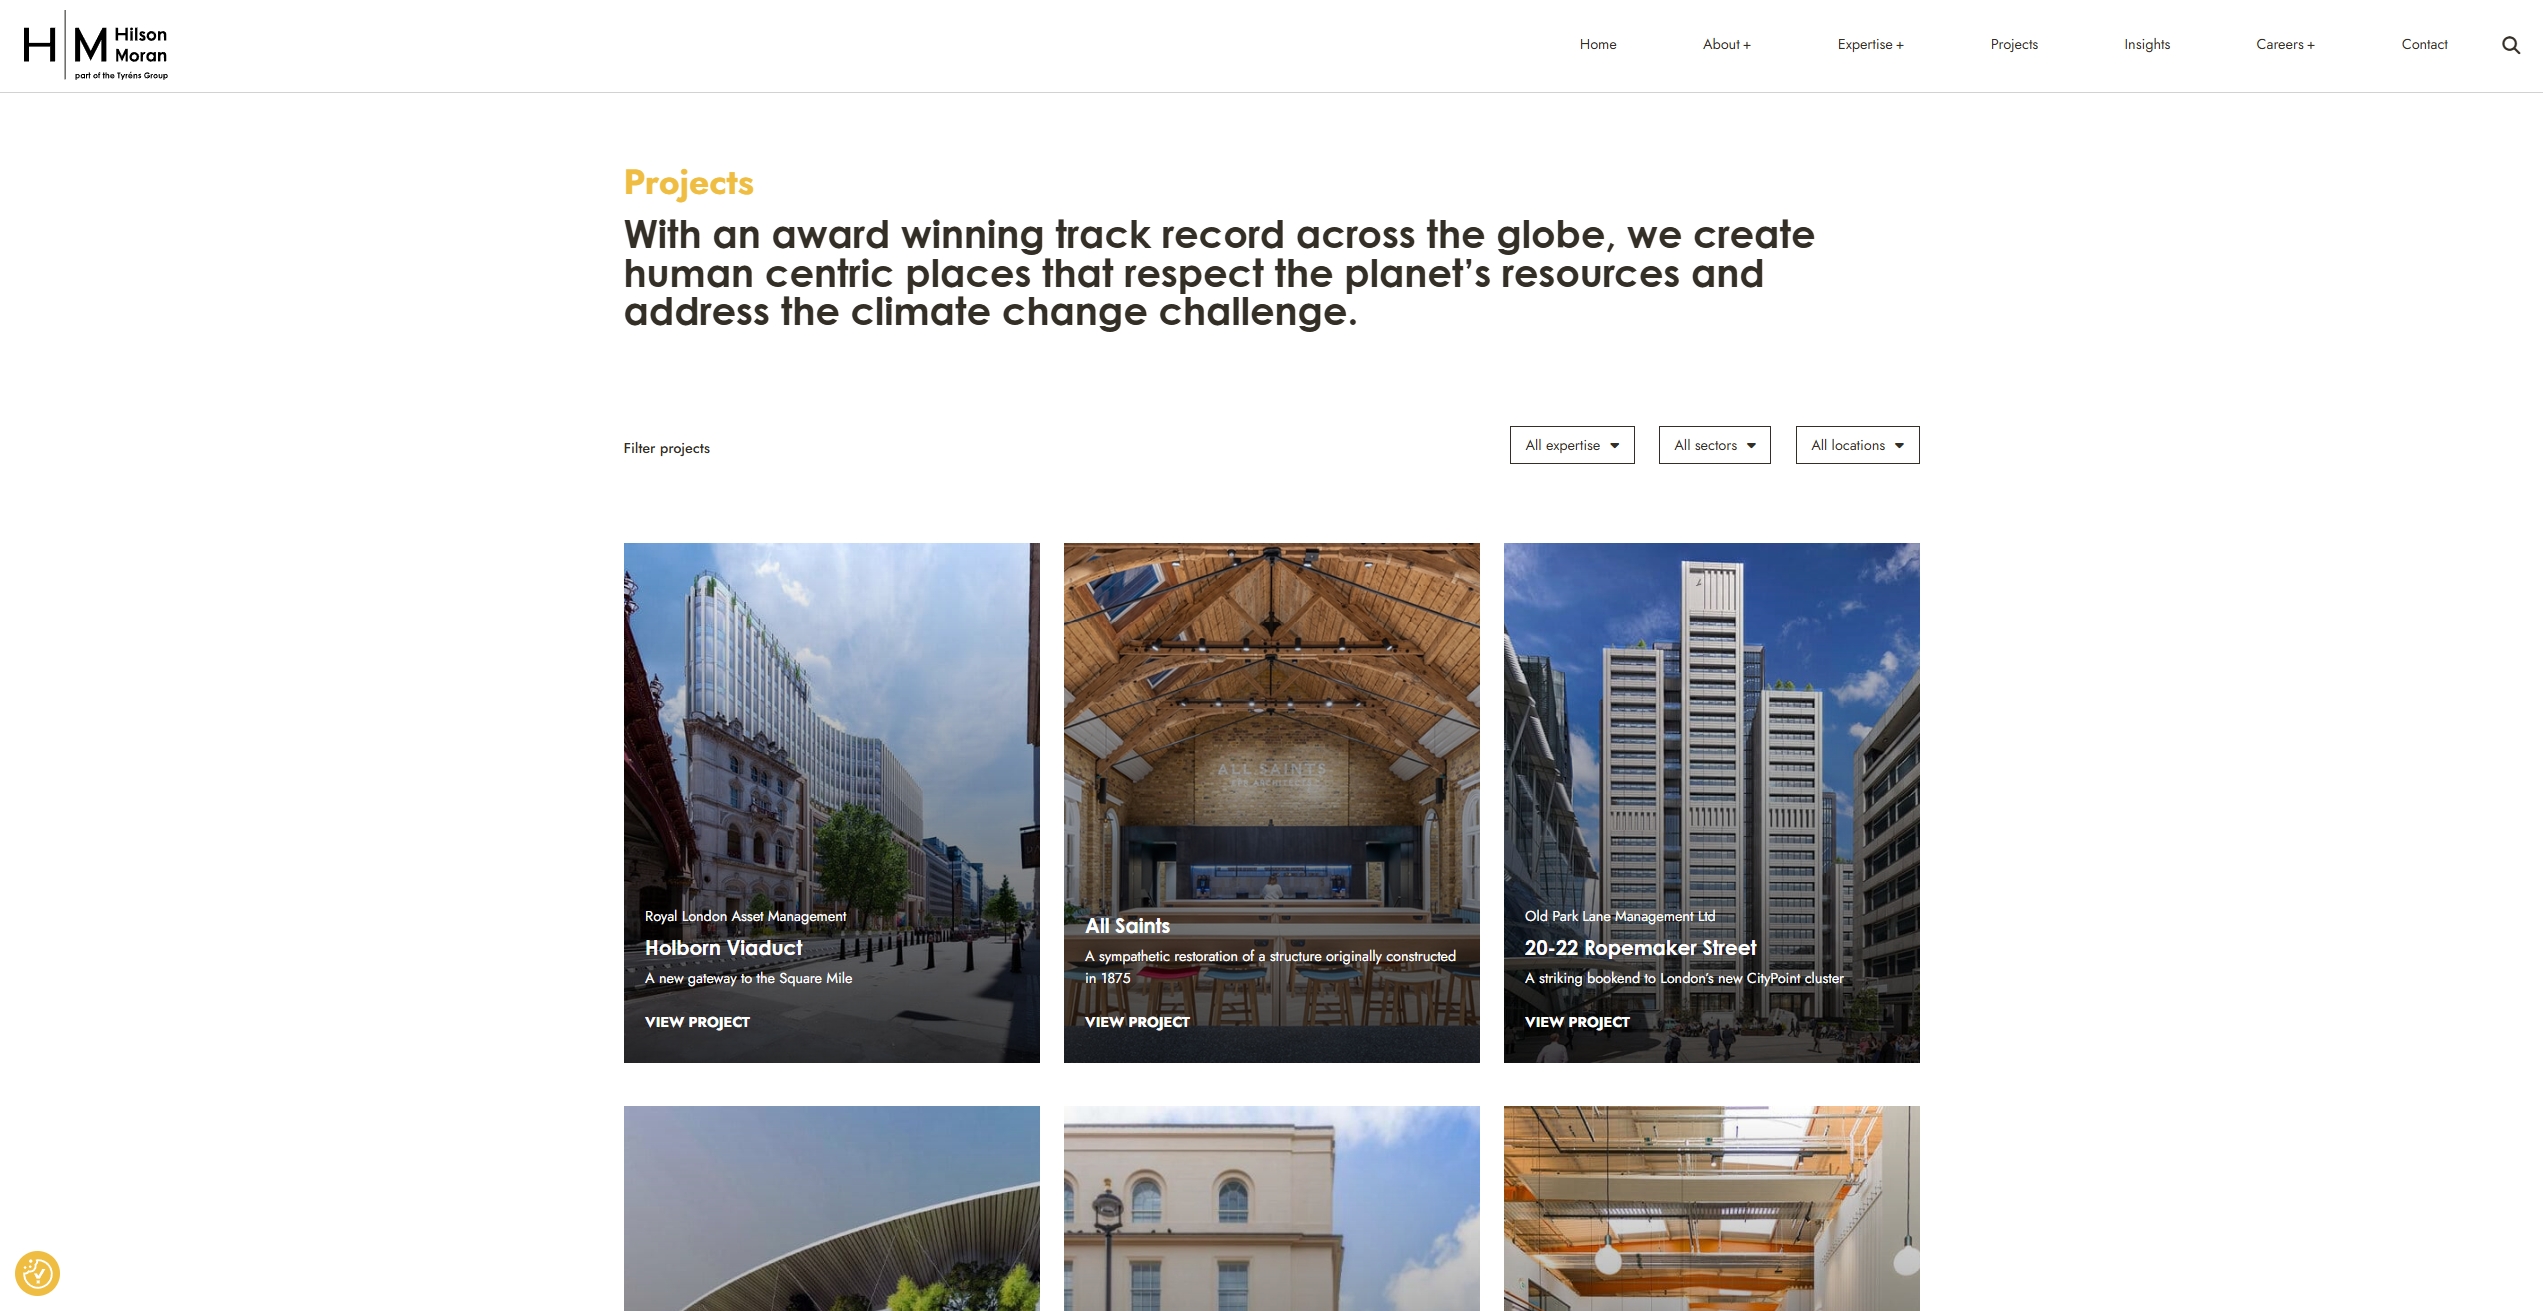 H M Hilson
Moran
part of the Tyréns Group
Home
About +
Expertise +
Projects
Insights
Careers +
Contact
Projects
With an award winning track record across the globe, we create
human centric places that respect the planet’s resources and
address the climate change challenge.
Filter projects
All expertise
All sectors
All locations
Royal London Asset Management
Holborn Viaduct
A new gateway to the Square Mile
VIEW PROJECT
ALL SAINTS
All Saints
A sympathetic restoration of a structure originally constructed
in 1875
VIEW PROJECT
Old Park Lane Management Ltd
20-22 Ropemaker Street
A striking bookend to London’s new CityPoint cluster
VIEW PROJECT